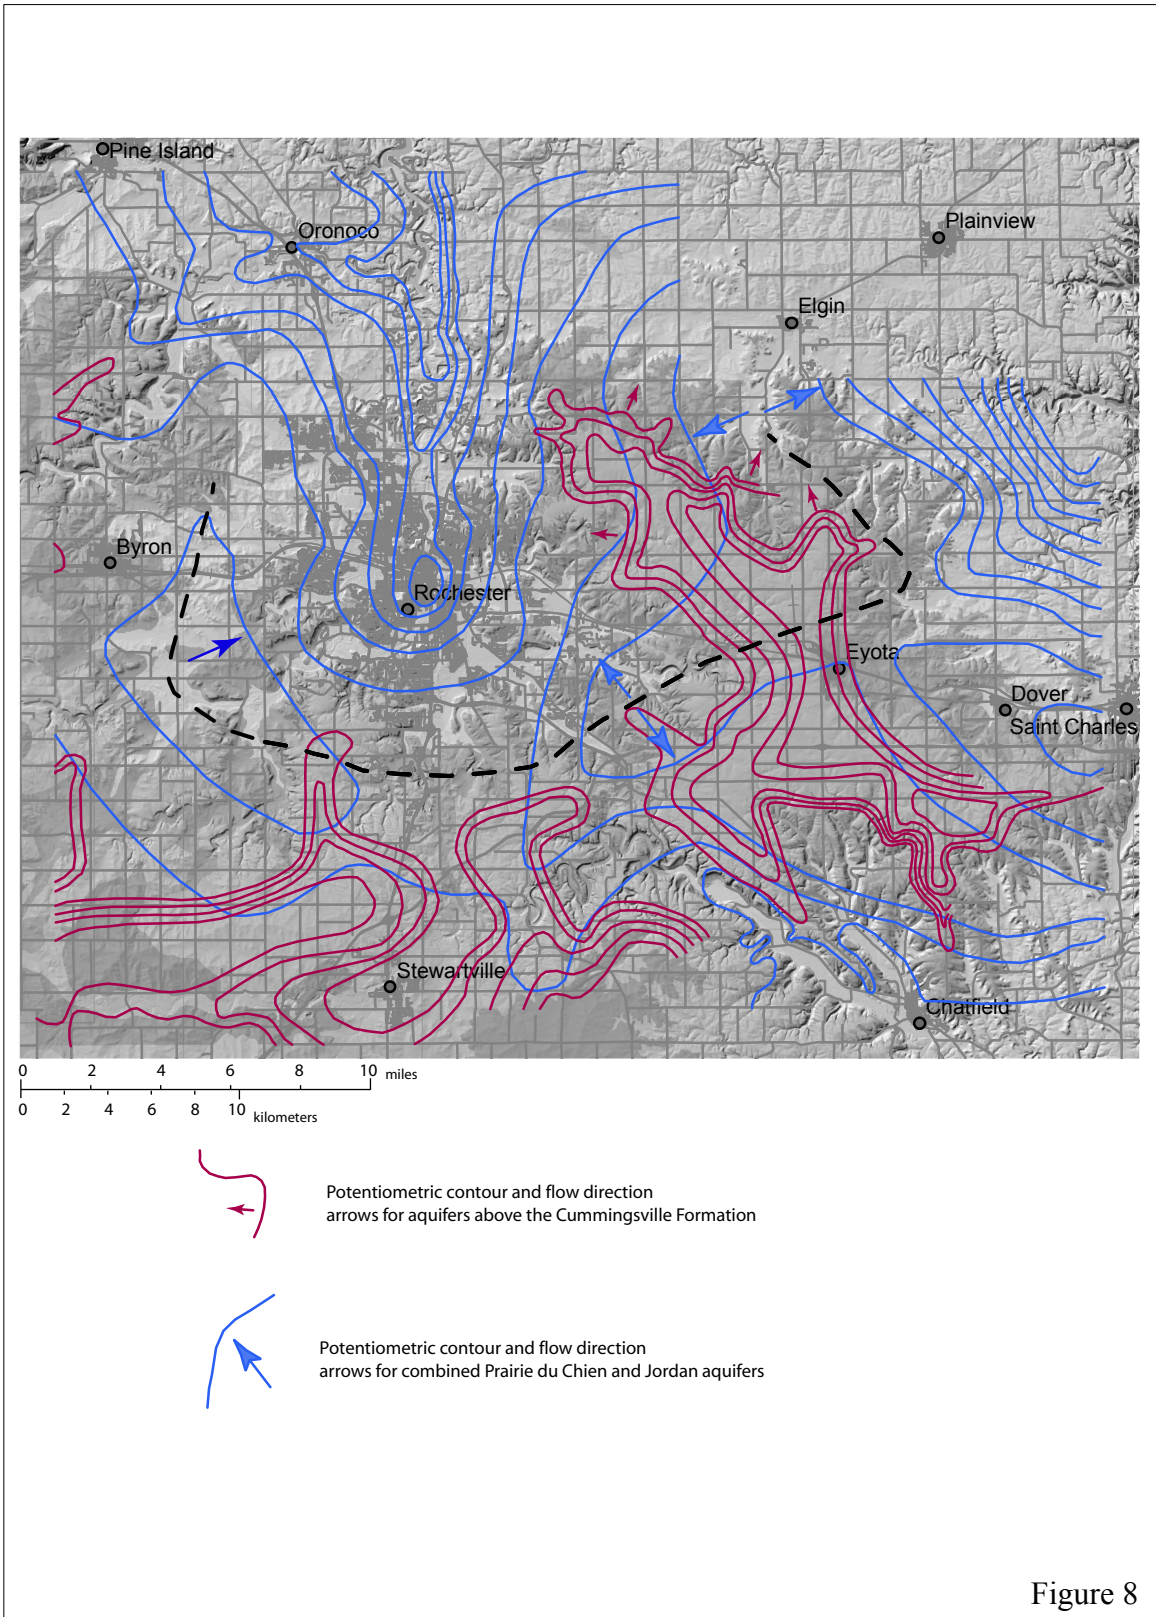 Pine Island
Oronoco
Plainview
Elgin
Byron
Rochester
Eyota
Dover
Saint Charles
Stewartville
Chatfield
0 2 4 6 8 10 miles
0 2 4 6 8 10 kilometers
Potentiometric contour and flow direction
arrows for aquifers above the Cummingsville Formation
Potentiometric contour and flow direction
arrows for combined Prairie du Chien and Jordan aquifers
Figure 8